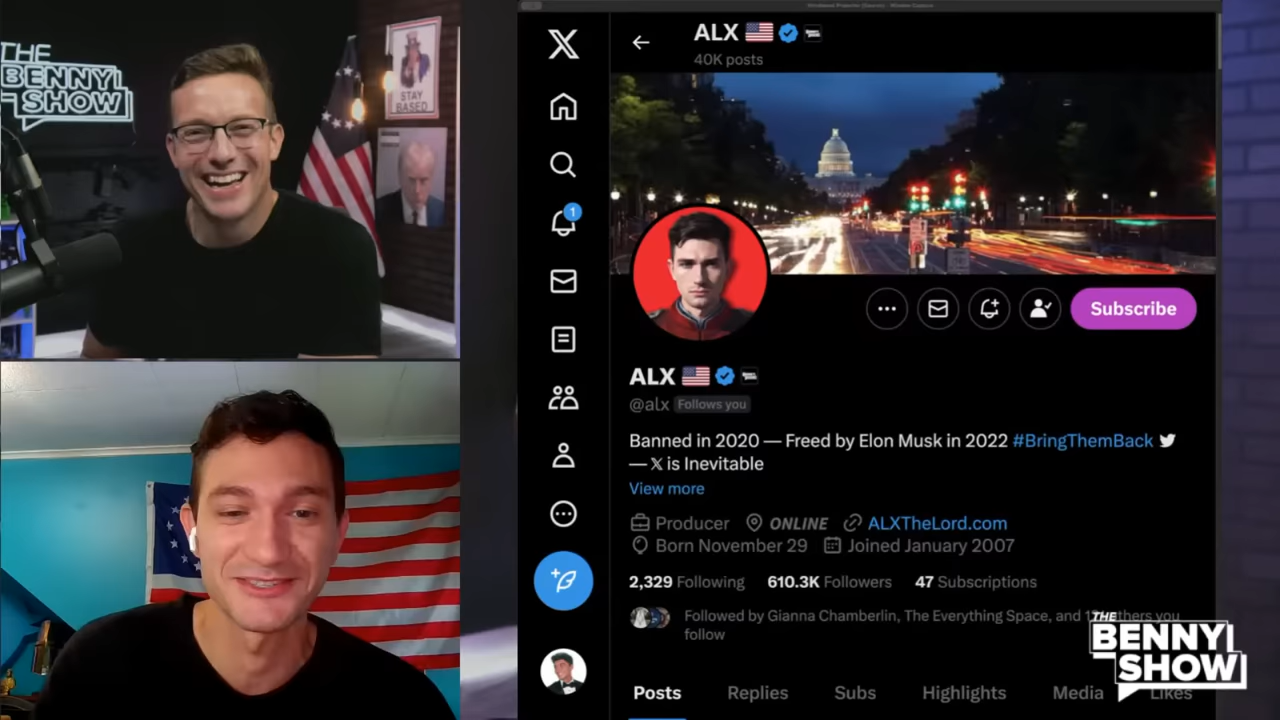 THE
BENNY
SHOW
STAY
BASED
ALX
40K posts
1
Subscribe
ALX
@alx Follows you
Banned in 2020 — Freed by Elon Musk in 2022 #BringThemBack
— 𝕏 is Inevitable
View more
Producer ONLINE ALXTheLord.com
Born November 29 Joined January 2007
2,329 Following 610.3K Followers 47 Subscriptions
Followed by Gianna Chamberlin, The Everything Space, and
follow
THE
BENNY
SHOW
Posts Replies Subs Highlights Media Likes